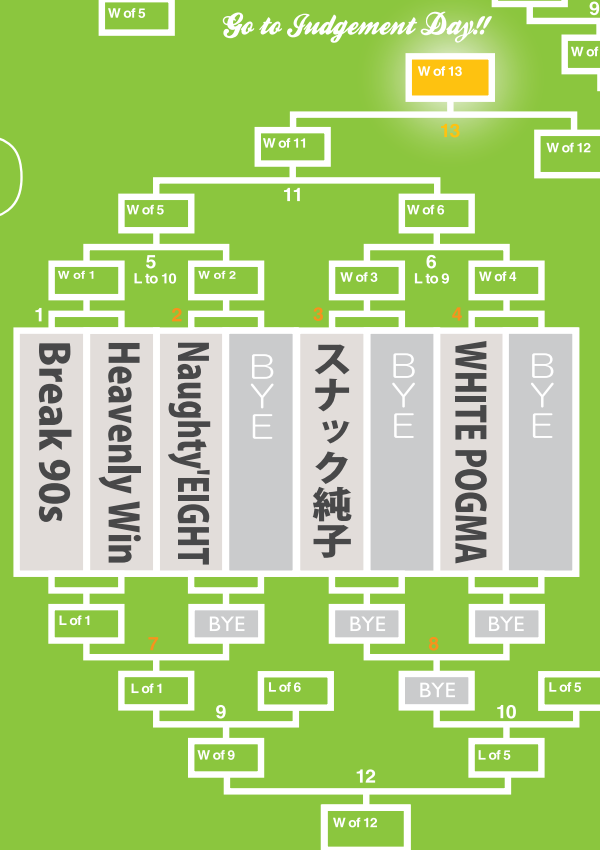 W of 5
Go to Judgement Day!!
9
W of
W of 13
13
W of 11
W of 12
11
W of 5
W of 6
5
L to 10
6
L to 9
W of 1
W of 2
W of 3
W of 4
1
2
3
4
Break 90s
Heavenly Win
Naughty'EIGHT
BYE
スナック純子
BYE
WHITE POGMA
BYE
L of 1
BYE
BYE
BYE
7
8
L of 1
L of 6
BYE
L of 5
9
10
W of 9
L of 5
12
W of 12